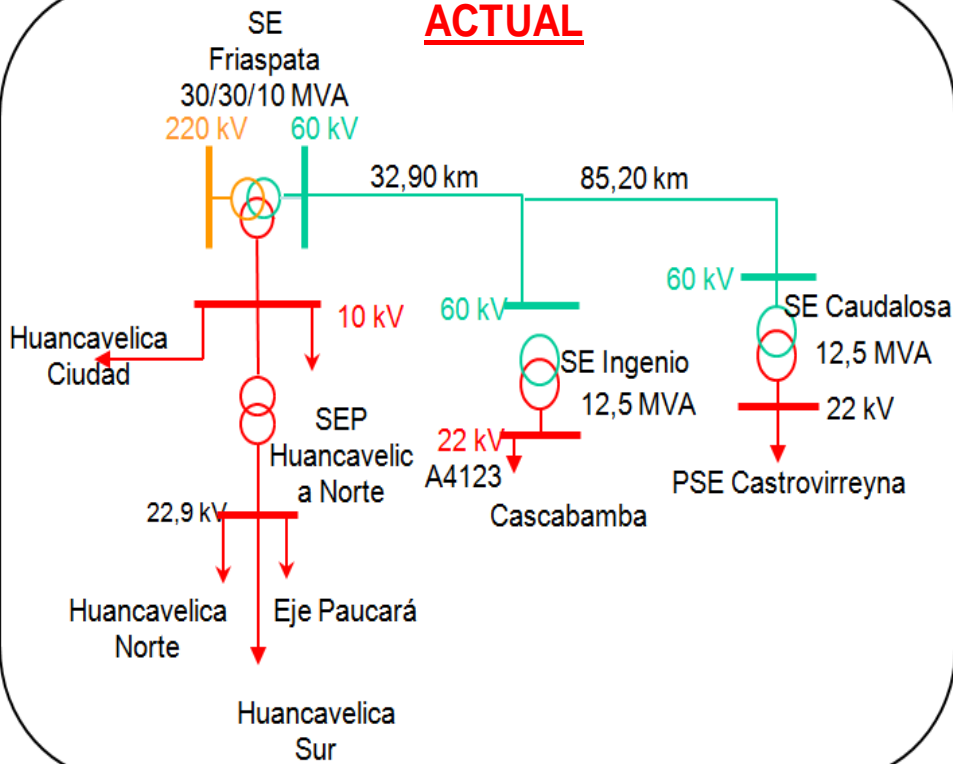 ACTUAL
SE
Friaspata
30/30/10 MVA
220 kV
60 kV
32,90 km
85,20 km
60 kV
SE Caudalosa
12,5 MVA
22 kV
PSE Castrovirreyna
60 kV
SE Ingenio
12,5 MVA
22 kV
A4123
Cascabamba
10 kV
Huancavelica
Ciudad
SEP
Huancavelic
a Norte
22,9 kV
Huancavelica
Norte
Eje Paucará
Huancavelica
Sur